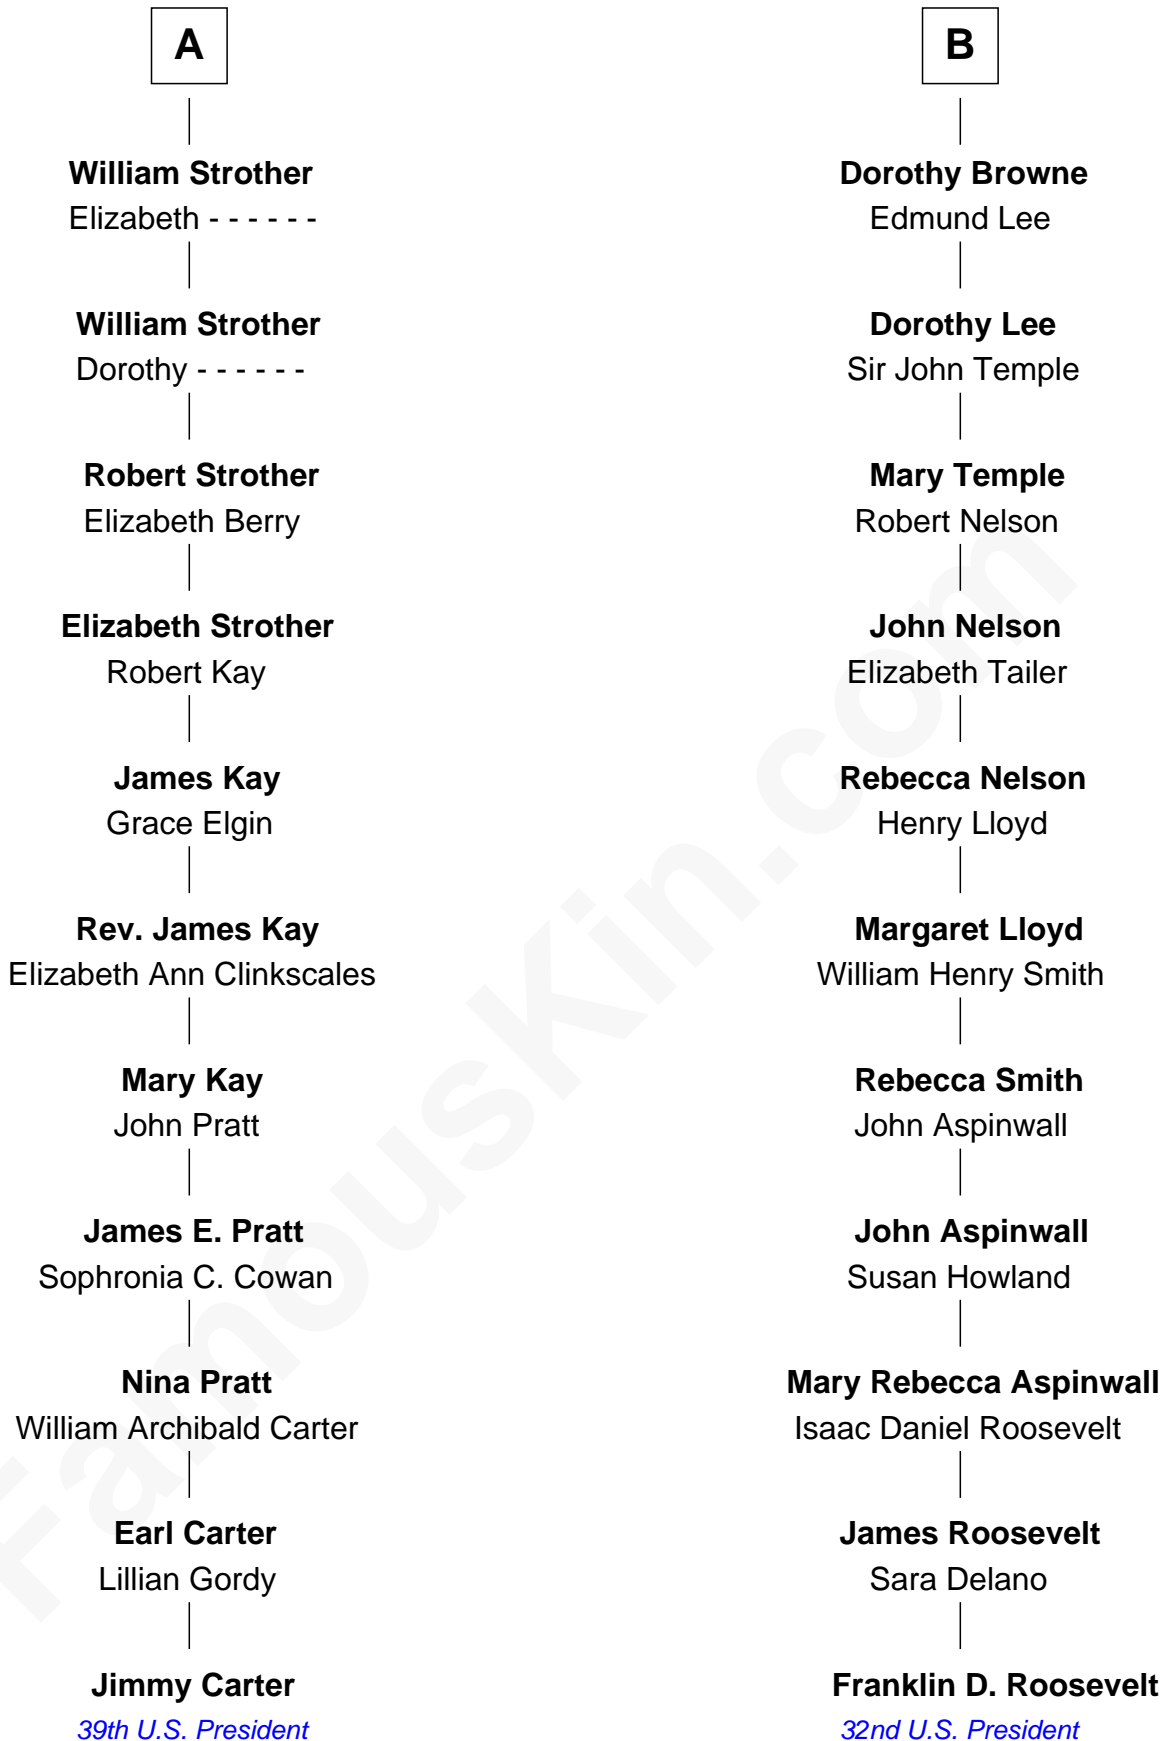 A
William Strother
Elizabeth - - - - - -
William Strother
Dorothy - - - - - -
Robert Strother
Elizabeth Berry
Elizabeth Strother
Robert Kay
James Kay
Grace Elgin
Rev. James Kay
Elizabeth Ann Clinkscales
Mary Kay
John Pratt
James E. Pratt
Sophronia C. Cowan
Nina Pratt
William Archibald Carter
Earl Carter
Lillian Gordy
Jimmy Carter
39th U.S. President
B
Dorothy Browne
Edmund Lee
Dorothy Lee
Sir John Temple
Mary Temple
Robert Nelson
John Nelson
Elizabeth Tailer
Rebecca Nelson
Henry Lloyd
Margaret Lloyd
William Henry Smith
Rebecca Smith
John Aspinwall
John Aspinwall
Susan Howland
Mary Rebecca Aspinwall
Isaac Daniel Roosevelt
James Roosevelt
Sara Delano
Franklin D. Roosevelt
32nd U.S. President
FamousKin.com